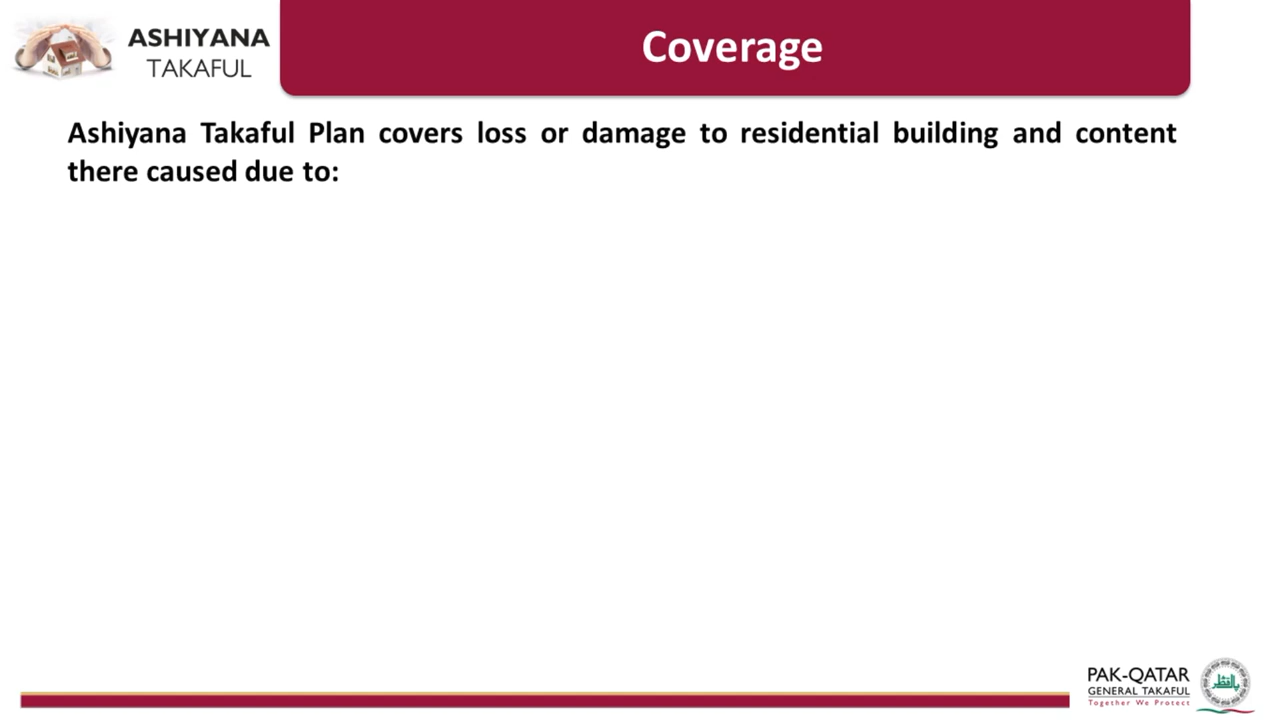 ASHIYANA
TAKAFUL
Coverage
Ashiyana Takaful Plan covers loss or damage to residential building and content
there caused due to:
PAK-QATAR
GENERAL TAKAFUL
Together We Protect